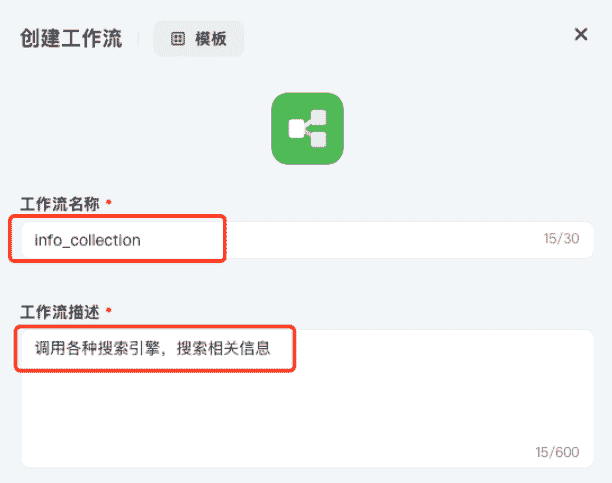 创建工作流 模板
工作流名称 *
info_collection 15/30
工作流描述 *
调用各种搜索引擎，搜索相关信息
15/600